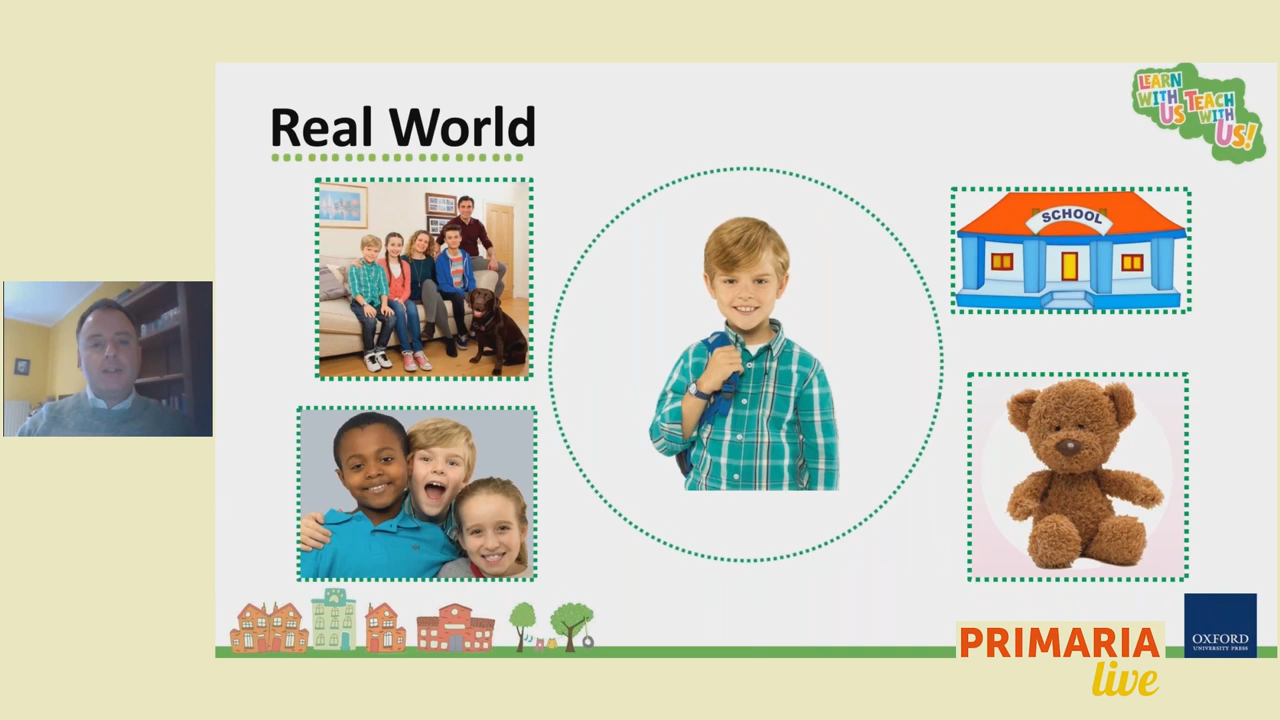 Real World
LEARN
WITH
US
TEACH
WITH
US!
SCHOOL
PRIMARIA
live
OXFORD
UNIVERSITY PRESS